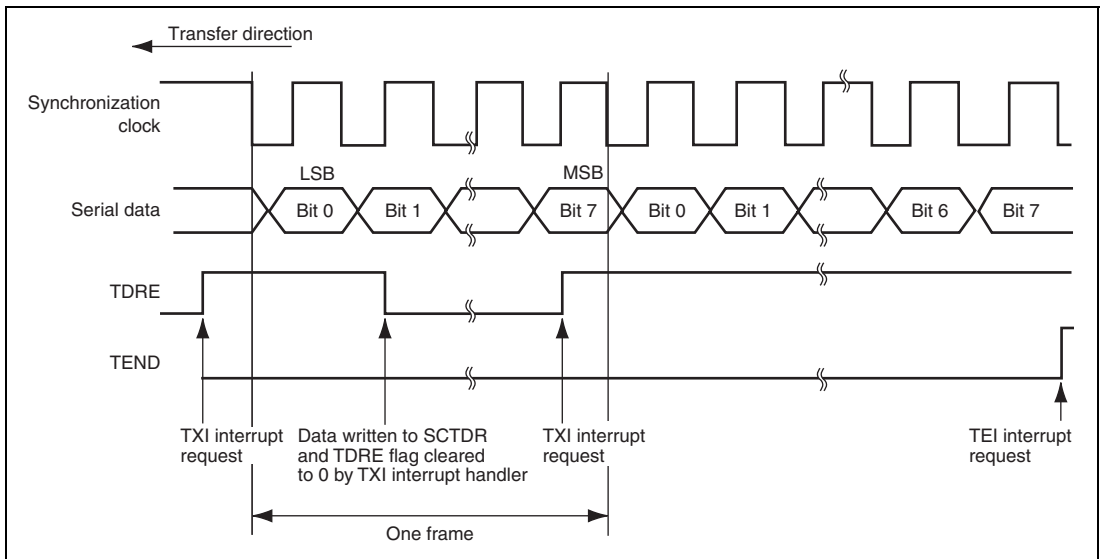 Transfer direction
Synchronization
clock
LSB
MSB
Serial data
Bit 0
Bit 1
Bit 7
Bit 0
Bit 1
Bit 6
Bit 7
TDRE
TEND
TXI interrupt
request
Data written to SCTDR
and TDRE flag cleared
to 0 by TXI interrupt handler
TXI interrupt
request
TEI interrupt
request
One frame